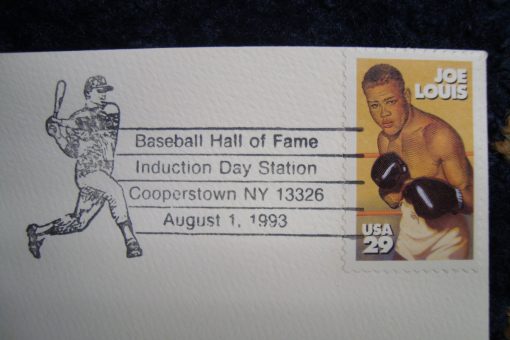 Baseball Hall of Fame
Induction Day Station
Cooperstown NY 13326
August 1, 1993
JOE
LOUIS
USA
29